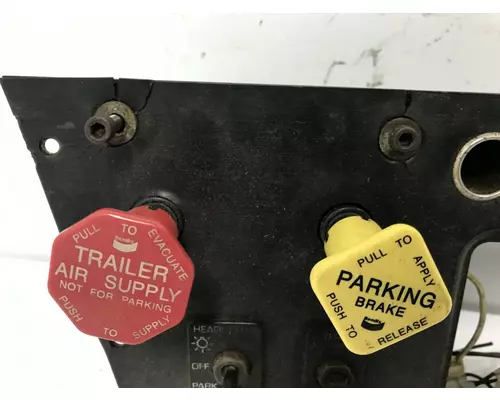 PULL TO EVACUATE
TRAILER
AIR SUPPLY
NOT FOR PARKING
PUSH TO SUPPLY
PULL TO APPLY
PARKING
BRAKE
PUSH TO RELEASE
OFF
PARK